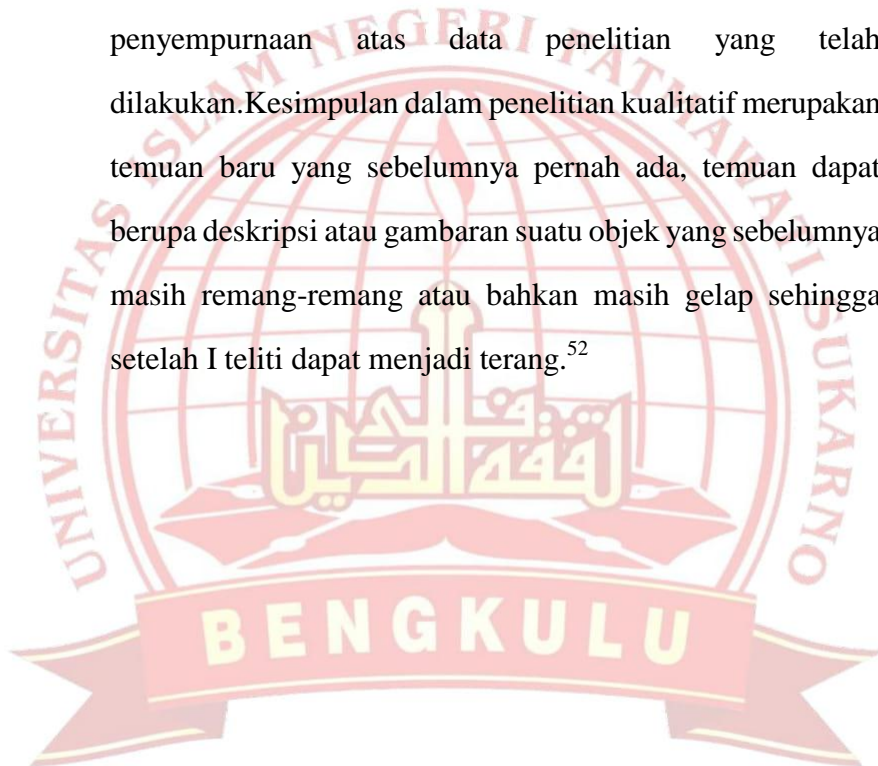 penyempurnaan atas data penelitian yang telah
dilakukan.Kesimpulan dalam penelitian kualitatif merupakan
temuan baru yang sebelumnya pernah ada, temuan dapat
berupa deskripsi atau gambaran suatu objek yang sebelumnya
masih remang-remang atau bahkan masih gelap sehingga
setelah I teliti dapat menjadi terang.52
UNIVERSITAS ISLAM NEGERI FATMAWATI SUKARNO
BENGKULU